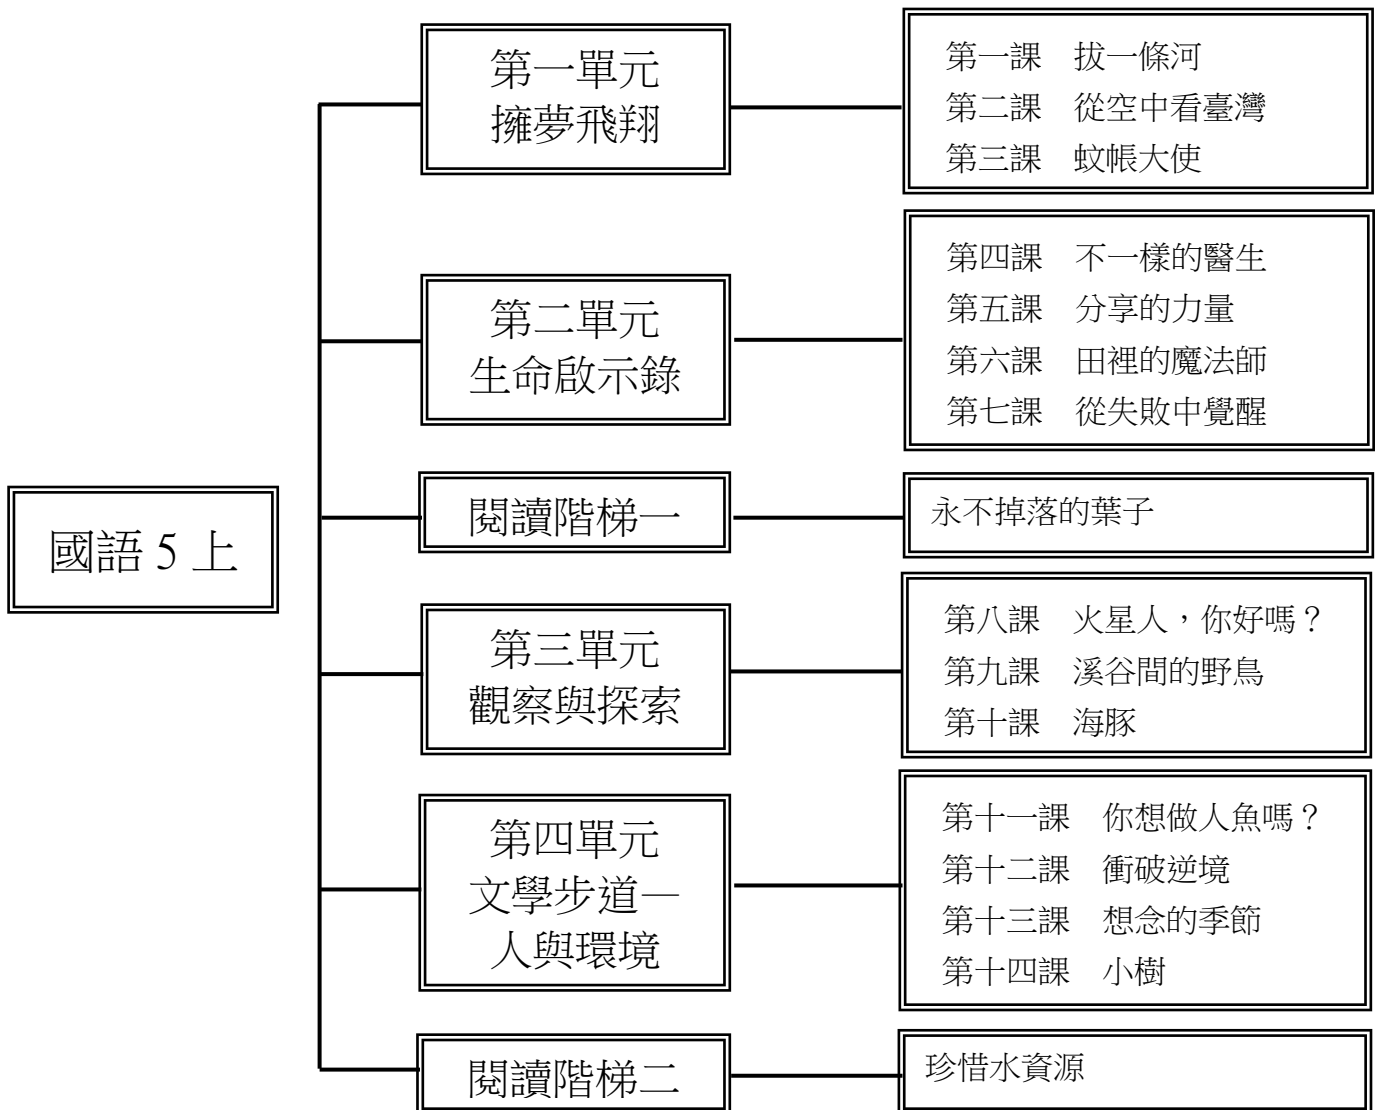 國語 5 上
第一單元
擁夢飛翔
第一課　拔一條河
第二課　從空中看臺灣
第三課　蚊帳大使
第二單元
生命啟示錄
第四課　不一樣的醫生
第五課　分享的力量
第六課　田裡的魔法師
第七課　從失敗中覺醒
閱讀階梯一
永不掉落的葉子
第三單元
觀察與探索
第八課　火星人，你好嗎？
第九課　溪谷間的野鳥
第十課　海豚
第四單元
文學步道—
人與環境
第十一課　你想做人魚嗎？
第十二課　衝破逆境
第十三課　想念的季節
第十四課　小樹
閱讀階梯二
珍惜水資源